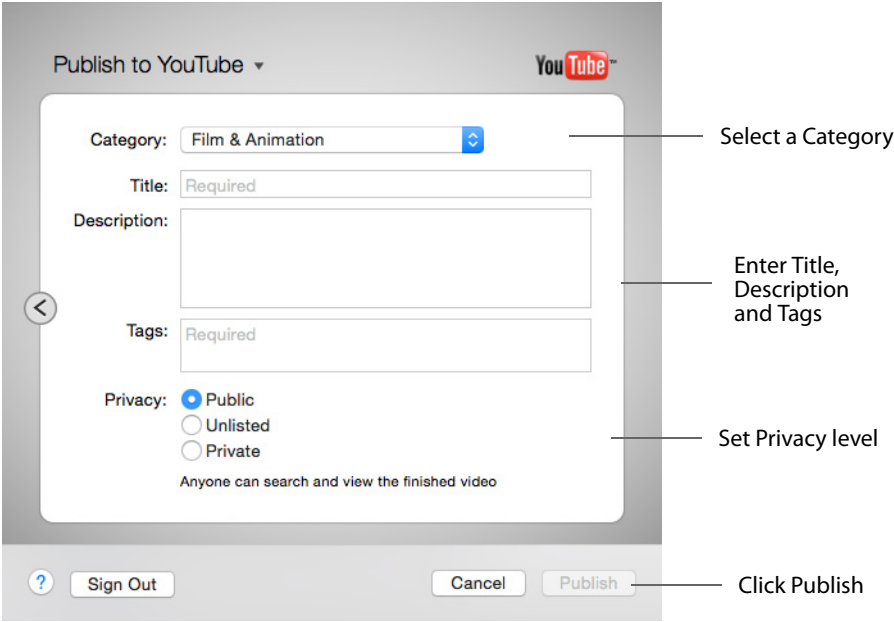 Publish to YouTube
YouTube™
Category: Film & Animation
Select a Category
Title: Required
Description:
Enter Title,
Description
and Tags
Tags: Required
Privacy: Public
Unlisted
Private
Set Privacy level
Anyone can search and view the finished video
? Sign Out Cancel Publish
Click Publish